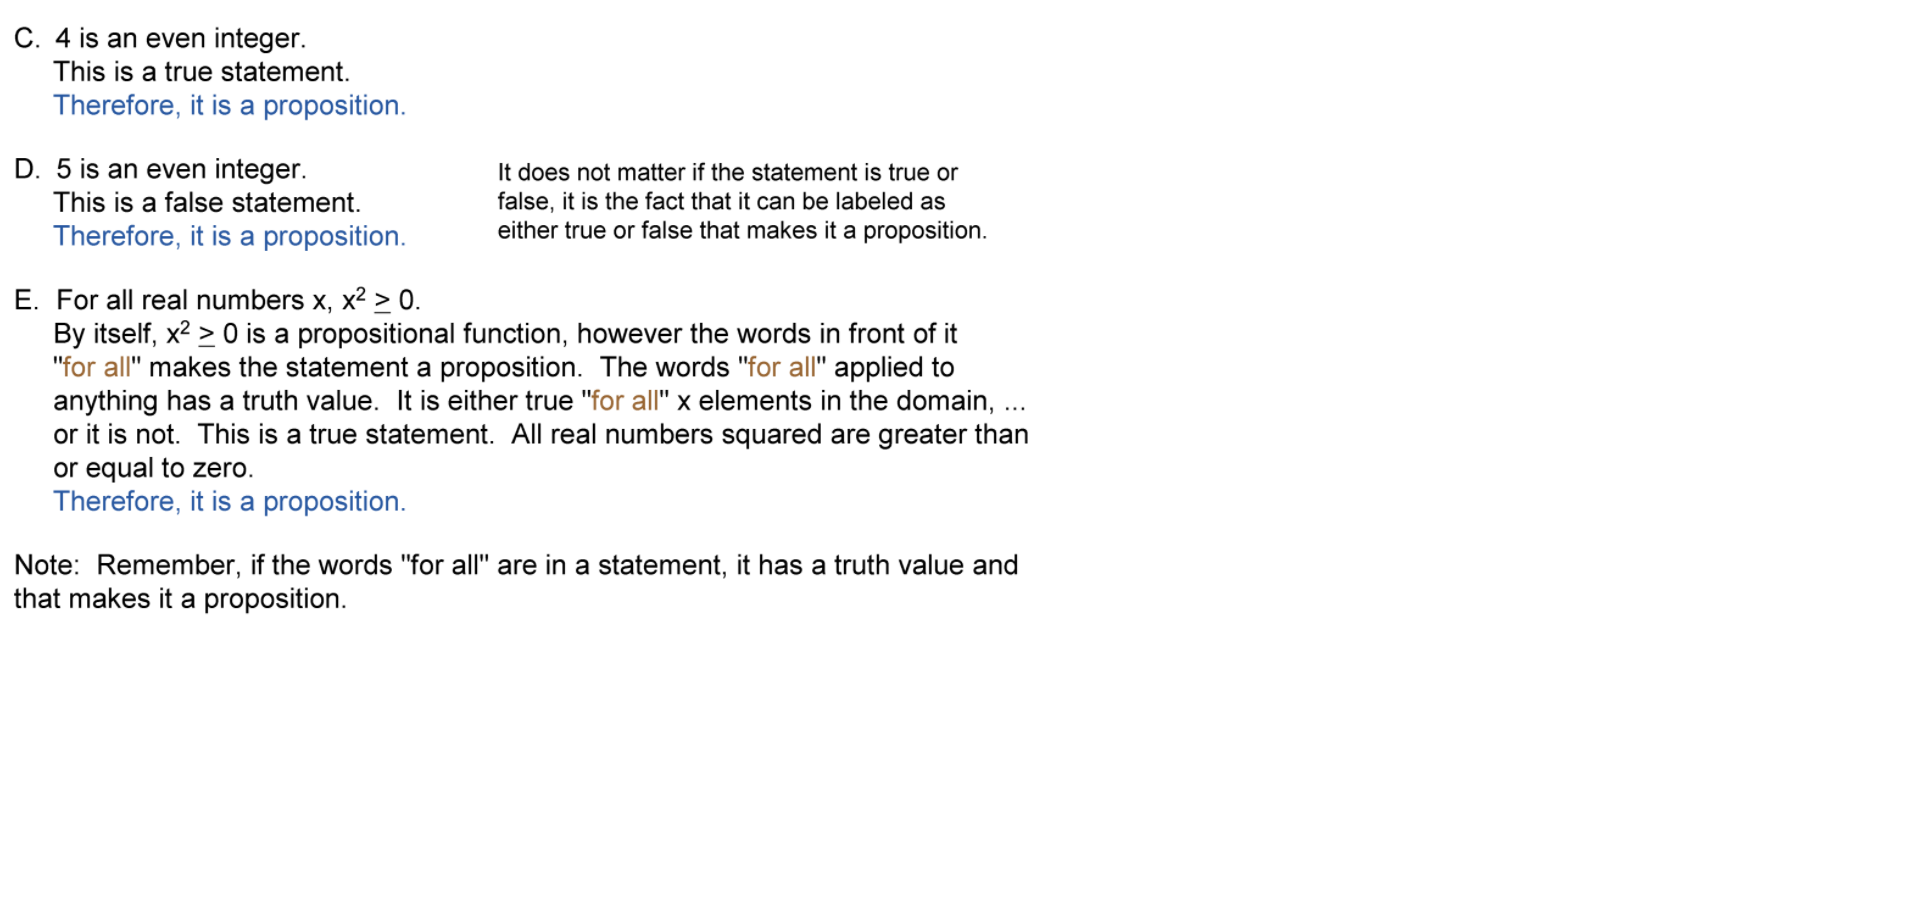 C. 4 is an even integer.
This is a true statement.
Therefore, it is a proposition.
D. 5 is an even integer.
This is a false statement.
Therefore, it is a proposition.
It does not matter if the statement is true or
false, it is the fact that it can be labeled as
either true or false that makes it a proposition.
E. For all real numbers x, x² ≥ 0.
By itself, x² ≥ 0 is a propositional function, however the words in front of it
"for all" makes the statement a proposition. The words "for all" applied to
anything has a truth value. It is either true "for all" x elements in the domain, ...
or it is not. This is a true statement. All real numbers squared are greater than
or equal to zero.
Therefore, it is a proposition.
Note: Remember, if the words "for all" are in a statement, it has a truth value and
that makes it a proposition.